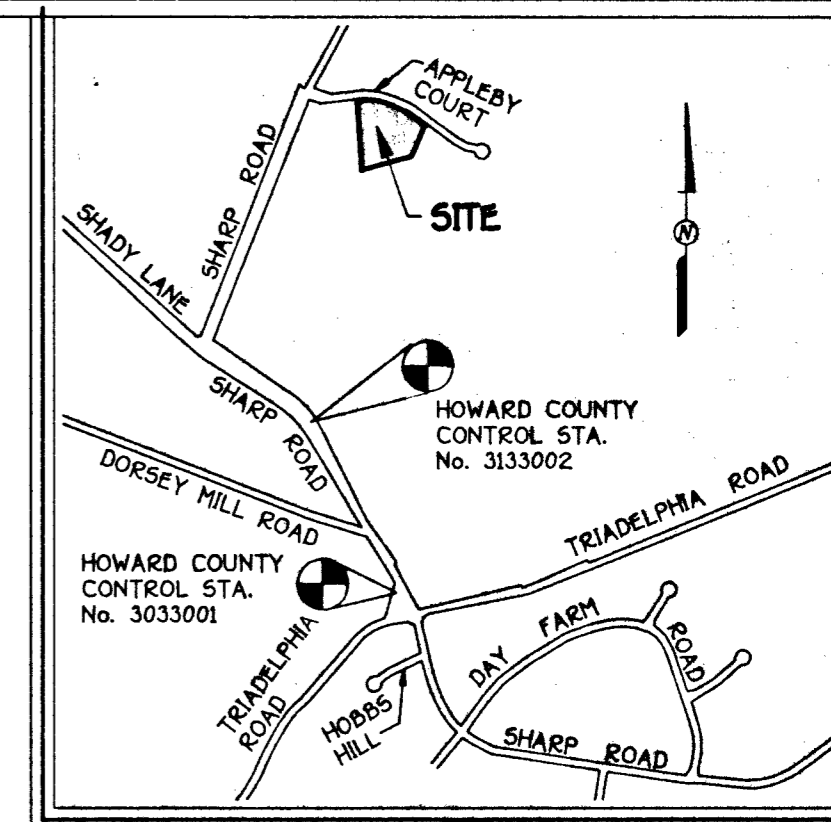 APPLEBY
COURT
SHARP ROAD
SITE
N
SHADY LANE
SHARP ROAD
HOWARD COUNTY
CONTROL STA.
No. 3133002
DORSEY MILL ROAD
TRIADELPHIA ROAD
HOWARD COUNTY
CONTROL STA.
No. 3033001
TRIADELPHIA
ROAD
HOBBS
HILL
DAY FARM ROAD
SHARP ROAD